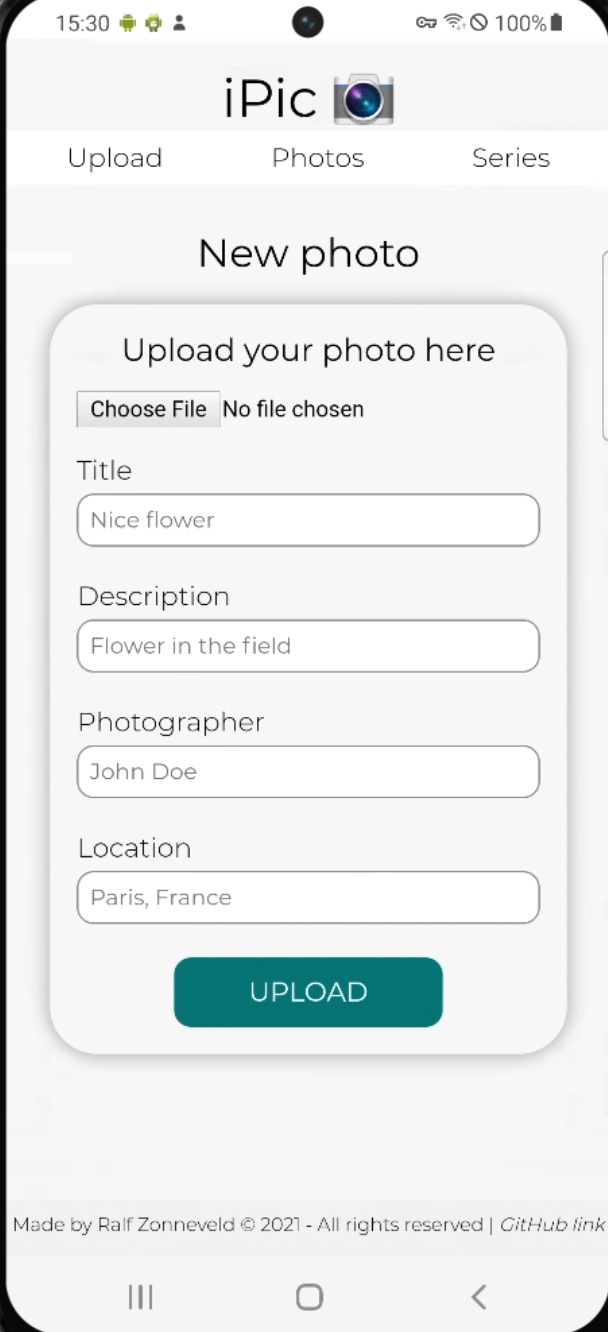 15:30 100%
iPic
Upload Photos Series
New photo
Upload your photo here
Choose File No file chosen
Title
Nice flower
Description
Flower in the field
Photographer
John Doe
Location
Paris, France
UPLOAD
Made by Ralf Zonneveld © 2021 - All rights reserved | GitHub link